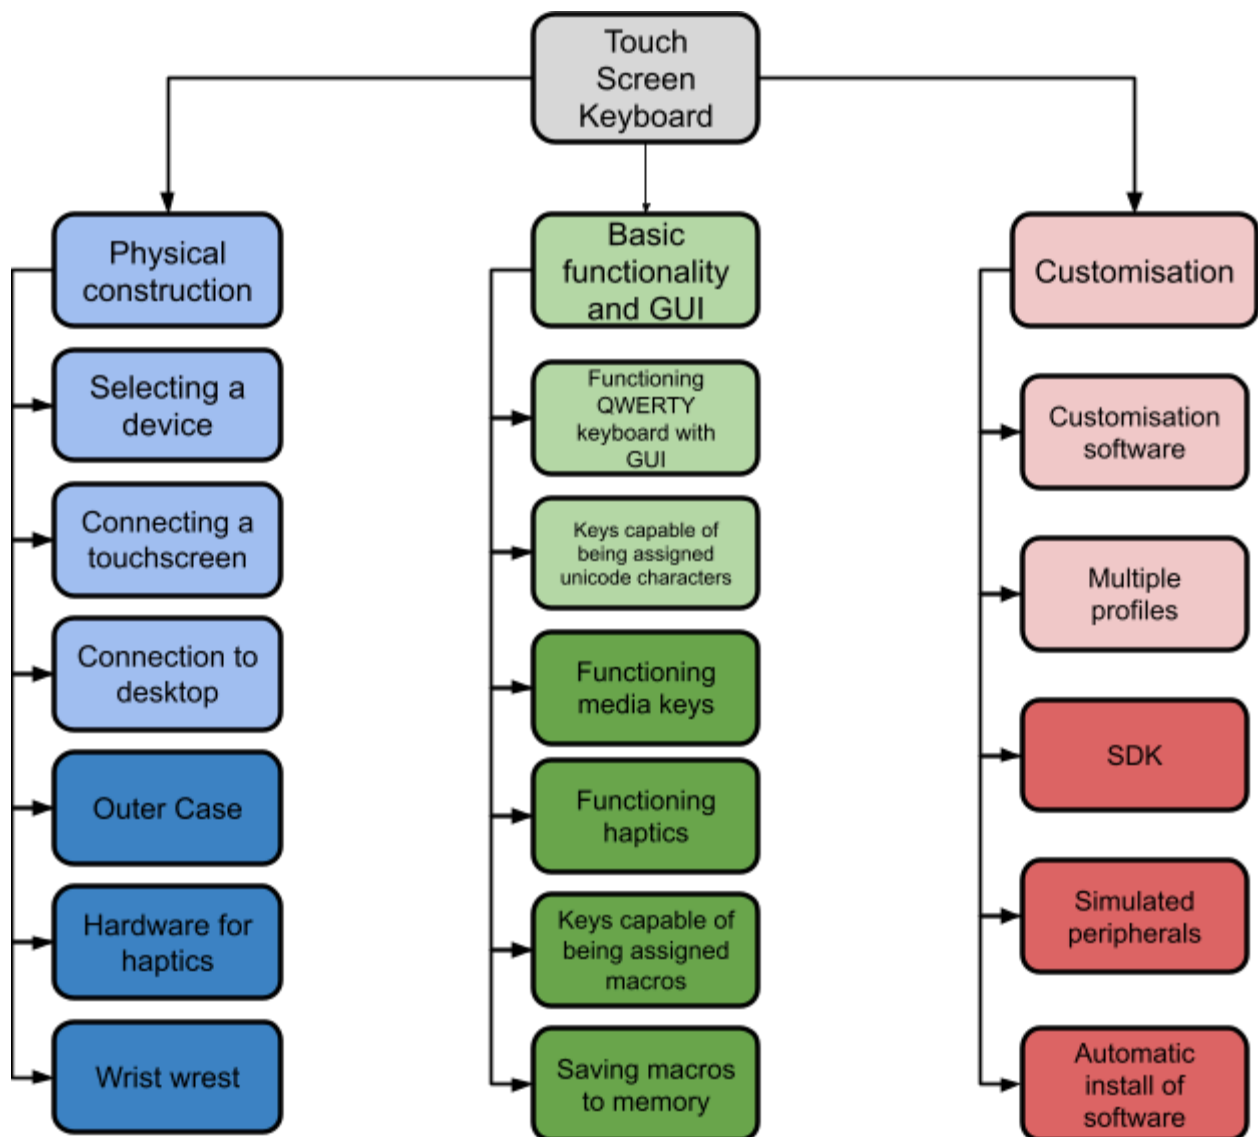 Touch
Screen
Keyboard
Physical
construction
Selecting a
device
Connecting a
touchscreen
Connection to
desktop
Outer Case
Hardware for
haptics
Wrist wrest
Basic
functionality
and GUI
Functioning
QWERTY
keyboard with
GUI
Keys capable of
being assigned
unicode characters
Functioning
media keys
Functioning
haptics
Keys capable of
being assigned
macros
Saving macros
to memory
Customisation
Customisation
software
Multiple
profiles
SDK
Simulated
peripherals
Automatic
install of
software